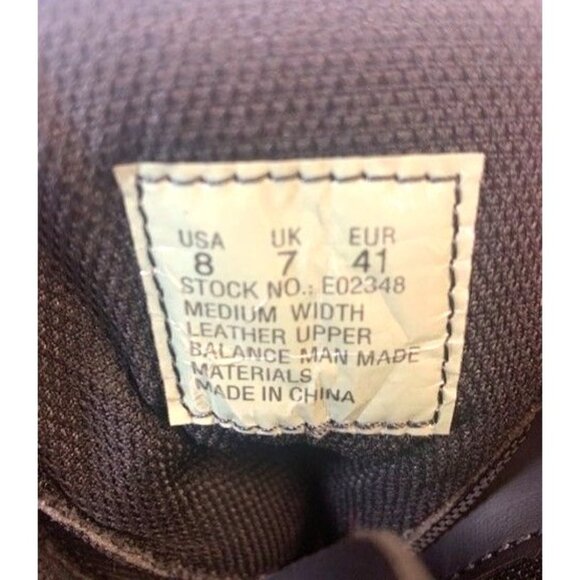 USA UK EUR
8 7 41
STOCK NO.: E02348
MEDIUM WIDTH
LEATHER UPPER
BALANCE MAN MADE
MATERIALS
MADE IN CHINA